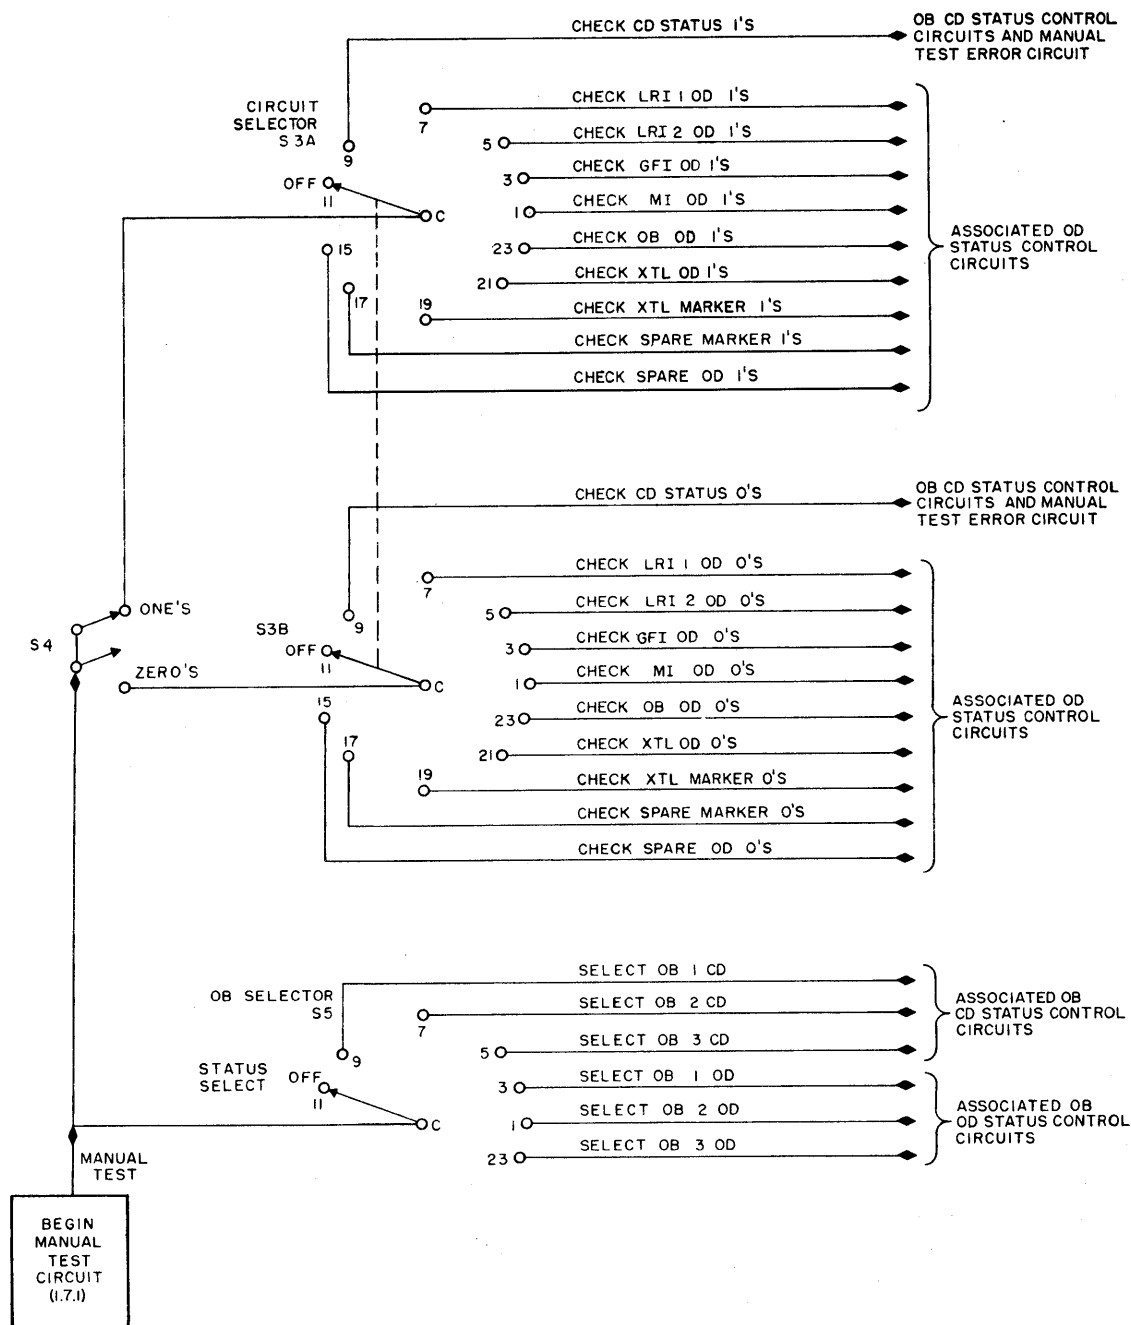 CHECK CD STATUS 1'S
OB CD STATUS CONTROL
CIRCUITS AND MANUAL
TEST ERROR CIRCUIT
CIRCUIT
SELECTOR
S3A
9
OFF
11
C
7
CHECK LRI 1 OD 1'S
5
CHECK LRI 2 OD 1'S
3
CHECK GFI OD 1'S
1
CHECK MI OD 1'S
23
CHECK OB OD 1'S
21
CHECK XTL OD 1'S
19
CHECK XTL MARKER 1'S
17
CHECK SPARE MARKER 1'S
15
CHECK SPARE OD 1'S
ASSOCIATED OD
STATUS CONTROL
CIRCUITS
CHECK CD STATUS 0'S
OB CD STATUS CONTROL
CIRCUITS AND MANUAL
TEST ERROR CIRCUIT
S4
ONE'S
ZERO'S
S3B
9
OFF
11
C
7
CHECK LRI 1 OD 0'S
5
CHECK LRI 2 OD 0'S
3
CHECK GFI OD 0'S
1
CHECK MI OD 0'S
23
CHECK OB OD 0'S
21
CHECK XTL OD 0'S
19
CHECK XTL MARKER 0'S
17
CHECK SPARE MARKER 0'S
15
CHECK SPARE OD 0'S
ASSOCIATED OD
STATUS CONTROL
CIRCUITS
OB SELECTOR
S5
STATUS
SELECT
OFF
11
C
9
SELECT OB 1 CD
7
SELECT OB 2 CD
5
SELECT OB 3 CD
ASSOCIATED OB
CD STATUS CONTROL
CIRCUITS
3
SELECT OB 1 OD
1
SELECT OB 2 OD
23
SELECT OB 3 OD
ASSOCIATED OB
OD STATUS CONTROL
CIRCUITS
MANUAL
TEST
BEGIN
MANUAL
TEST
CIRCUIT
(1.7.1)